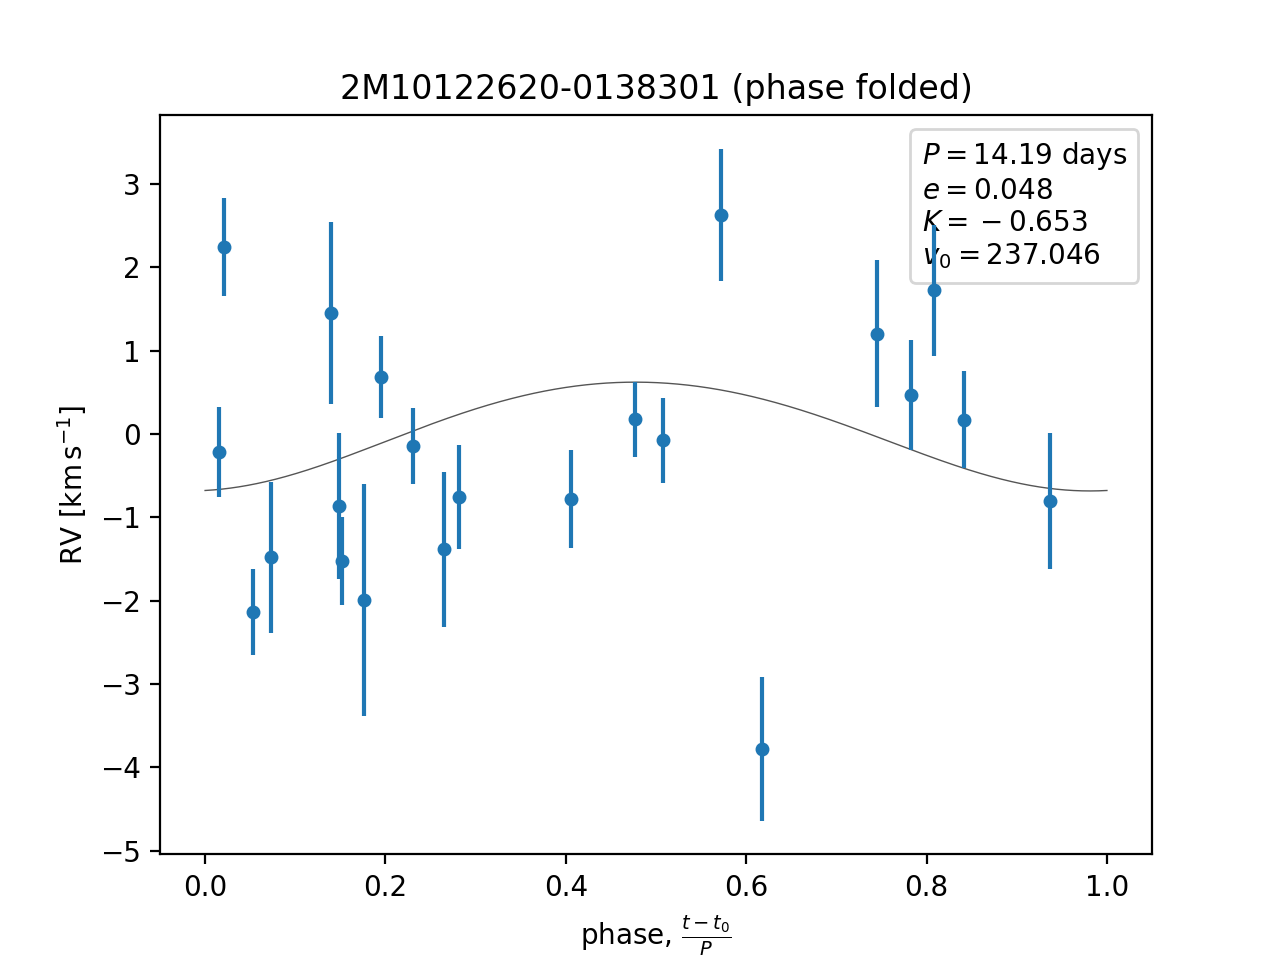 2M10122620-0138301 (phase folded)
P = 14.19 days
e = 0.048
K = −0.653
v₀ = 237.046
3
2
1
0
−1
−2
−3
−4
−5
RV [km s⁻¹]
0.0 0.2 0.4 0.6 0.8 1.0
phase, (t − t₀)/P